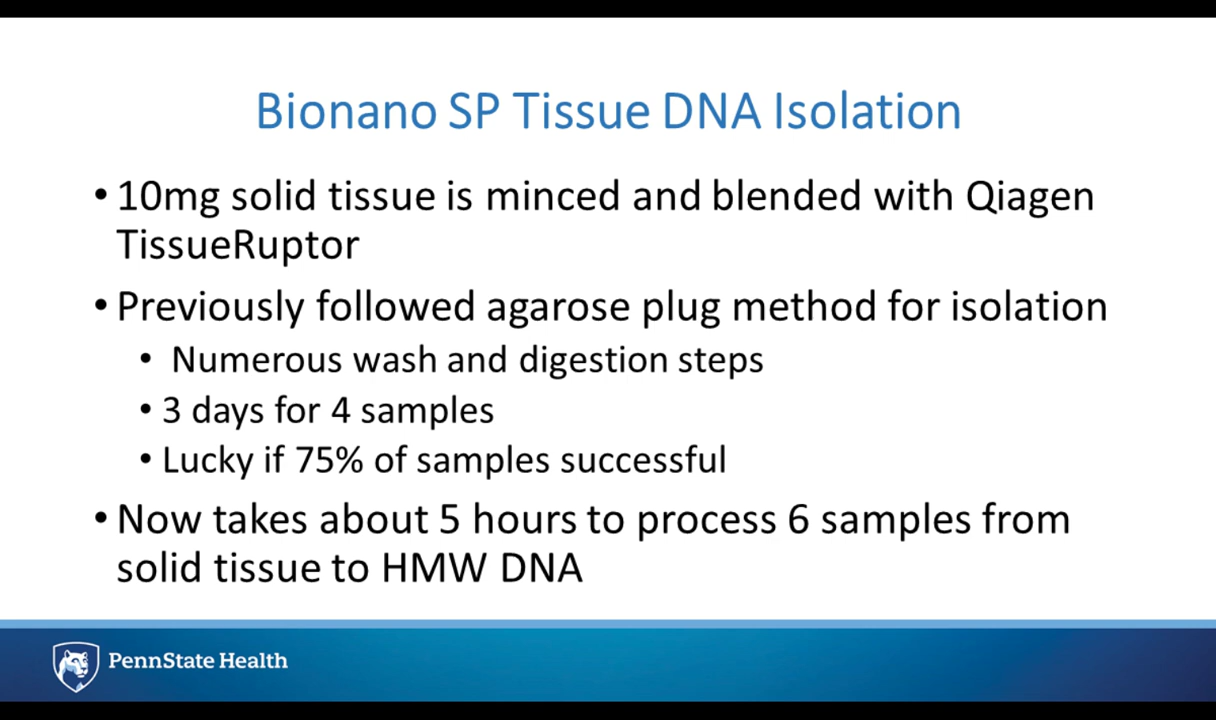 Bionano SP Tissue DNA Isolation
• 10mg solid tissue is minced and blended with Qiagen
TissueRuptor
• Previously followed agarose plug method for isolation
• Numerous wash and digestion steps
• 3 days for 4 samples
• Lucky if 75% of samples successful
• Now takes about 5 hours to process 6 samples from
solid tissue to HMW DNA
PennState Health